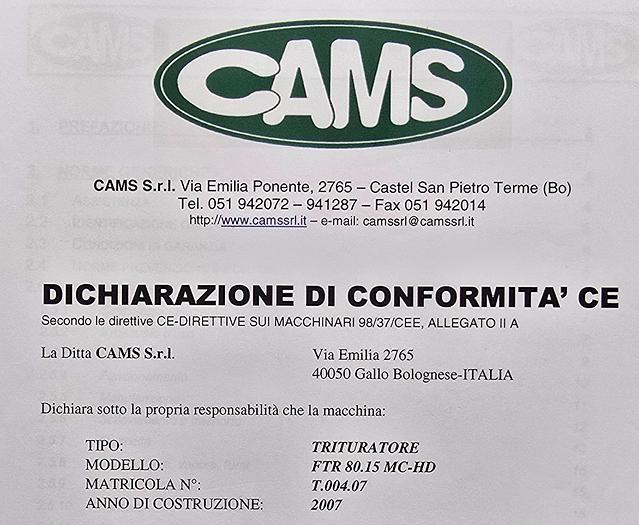 CAMS
CAMS S.r.l. Via Emilia Ponente, 2765 – Castel San Pietro Terme (Bo)
Tel. 051 942072 – 941287 – Fax 051 942014
http://www.camssrl.it – e-mail: camssrl@camssrl.it
DICHIARAZIONE DI CONFORMITA’ CE
Secondo le direttive CE-DIRETTIVE SUI MACCHINARI 98/37/CEE, ALLEGATO II A
La Ditta CAMS S.r.l. Via Emilia 2765
40050 Gallo Bolognese-ITALIA
Dichiara sotto la propria responsabilità che la macchina:
TIPO: TRITURATORE
MODELLO: FTR 80.15 MC-HD
MATRICOLA N°: T.004.07
ANNO DI COSTRUZIONE: 2007